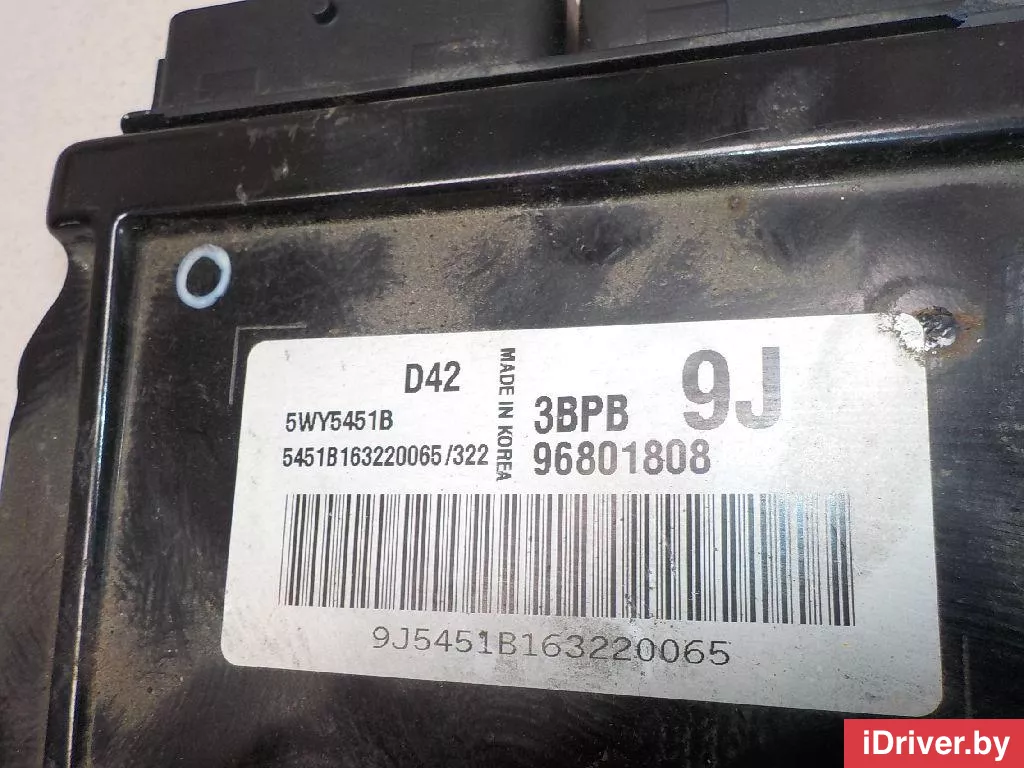 D42
5WY5451B
5451B163220065/322
MADE IN KOREA
3BPB 9J
96801808
9J5451B163220065
iDriver.by